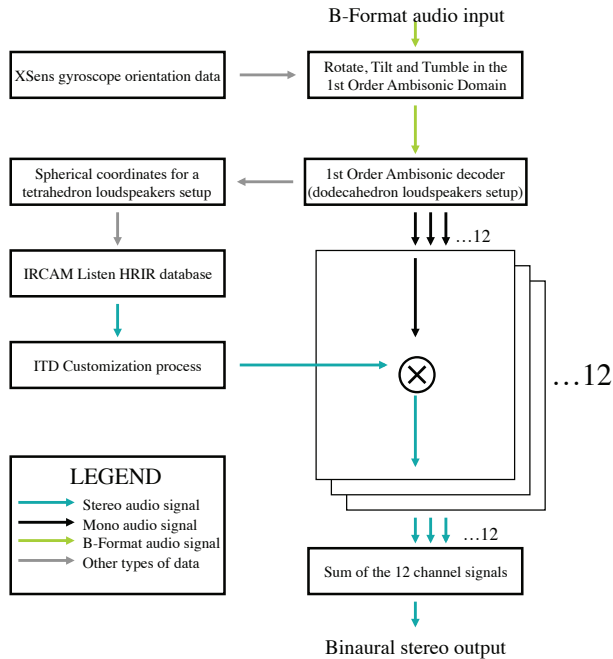 B-Format audio input
XSens gyroscope orientation data
Rotate, Tilt and Tumble in the
1st Order Ambisonic Domain
Spherical coordinates for a
tetrahedron loudspeakers setup
1st Order Ambisonic decoder
(dodecahedron loudspeakers setup)
...12
IRCAM Listen HRIR database
ITD Customization process
...12
LEGEND
Stereo audio signal
Mono audio signal
B-Format audio signal
Other types of data
...12
Sum of the 12 channel signals
Binaural stereo output